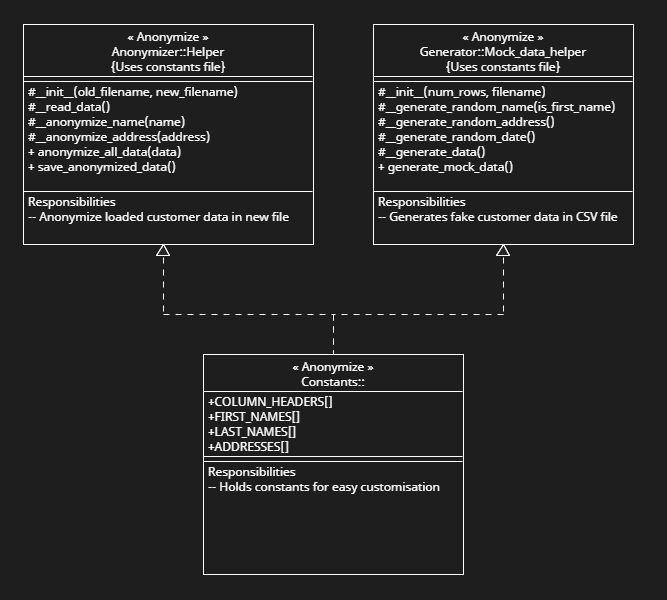 « Anonymize »
Anonymizer::Helper
{Uses constants file}
#__init__(old_filename, new_filename)
#__read_data()
#__anonymize_name(name)
#__anonymize_address(address)
+ anonymize_all_data(data)
+ save_anonymized_data()
Responsibilities
-- Anonymize loaded customer data in new file
« Anonymize »
Generator::Mock_data_helper
{Uses constants file}
#__init__(num_rows, filename)
#__generate_random_name(is_first_name)
#__generate_random_address()
#__generate_random_date()
#__generate_data()
+ generate_mock_data()
Responsibilities
-- Generates fake customer data in CSV file
« Anonymize »
Constants::
+COLUMN_HEADERS[]
+FIRST_NAMES[]
+LAST_NAMES[]
+ADDRESSES[]
Responsibilities
-- Holds constants for easy customisation